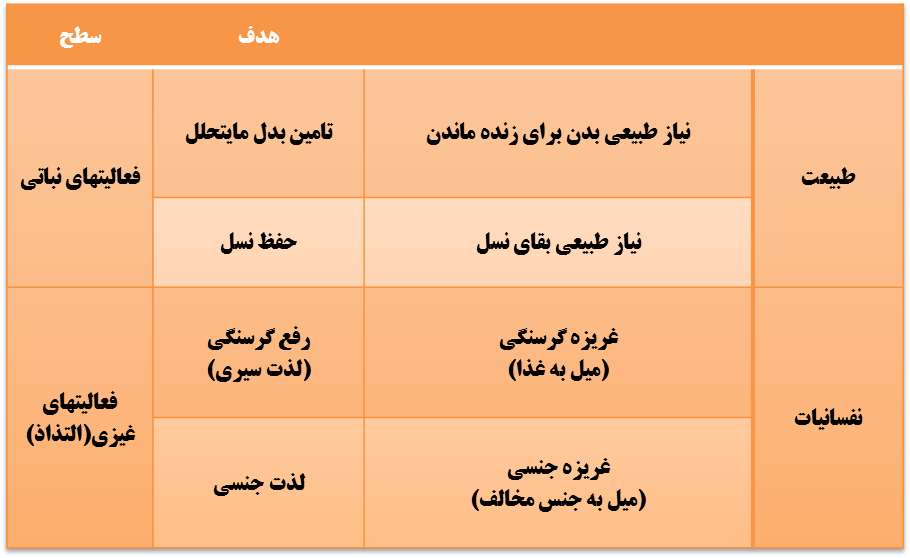 هدف
سطح
طبیعت
نیاز طبیعی بدن برای زنده ماندن
تامین بدل مایتحلل
فعالیتهای نباتی
نیاز طبیعی بقای نسل
حفظ نسل
نفسانیات
غریزه گرسنگی
(میل به غذا)
رفع گرسنگی
(لذت سیری)
فعالیتهای
غیزی(التذاذ)
غریزه جنسی
(میل به جنس مخالف)
لذت جنسی